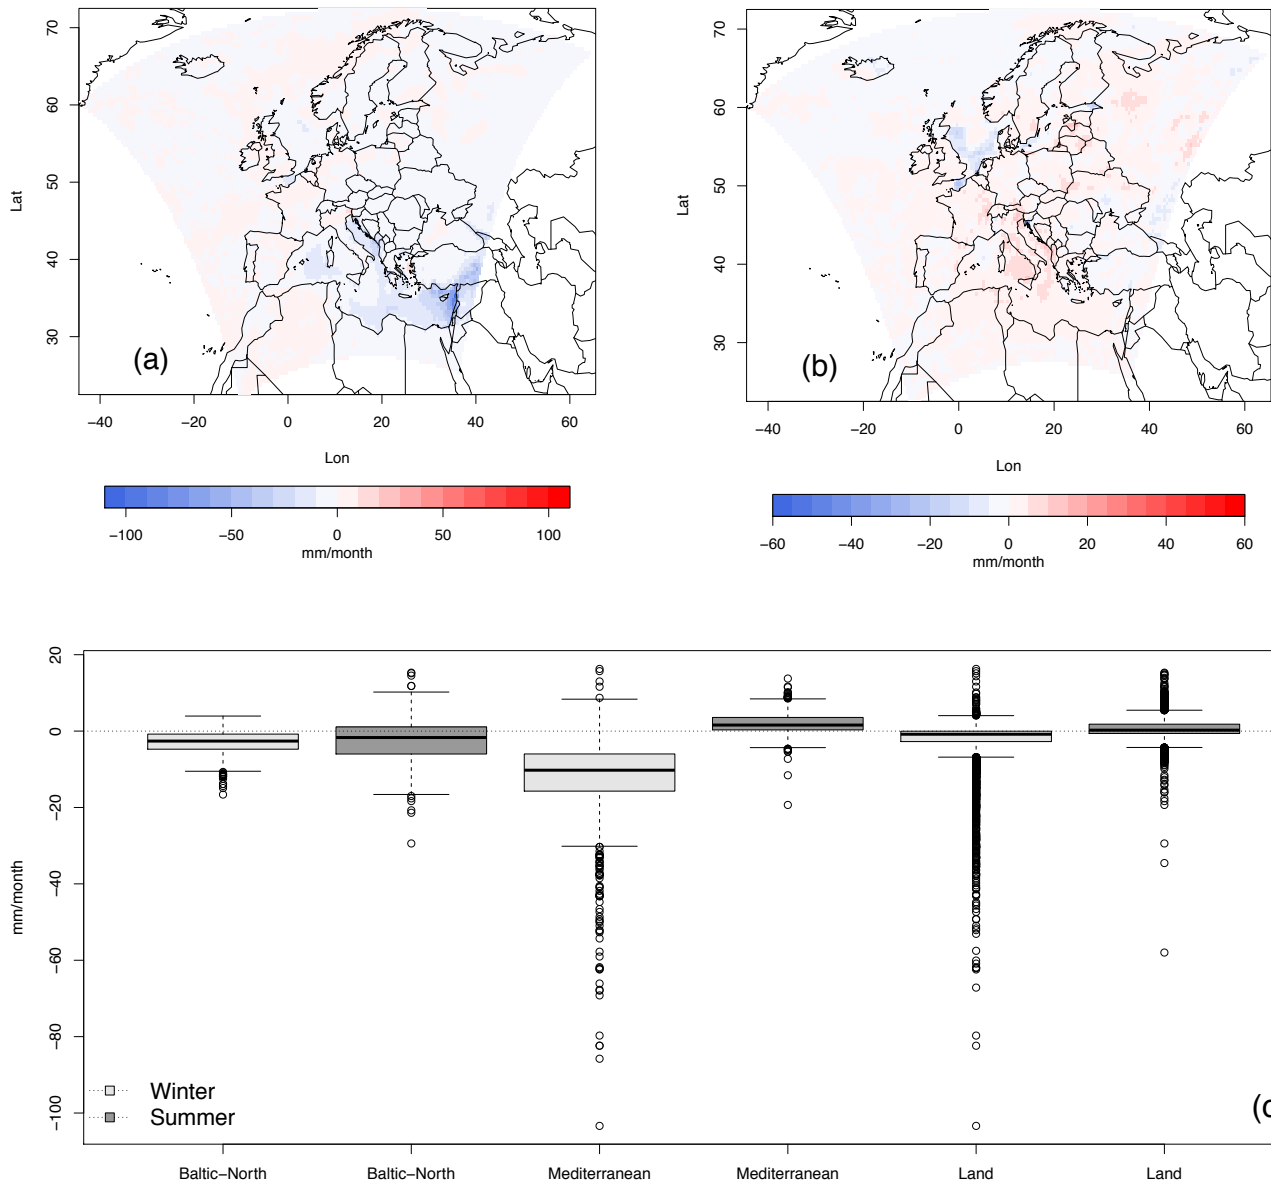 70
60
50
40
30
Lat
(a)
−40 −20 0 20 40 60
Lon
−100 −50 0 50 100
mm/month
70
60
50
40
30
Lat
(b)
−40 −20 0 20 40 60
Lon
−60 −40 −20 0 20 40 60
mm/month
20
0
−20
−40
−60
−80
−100
mm/month
Winter
Summer
(c
Baltic−North Baltic−North Mediterranean Mediterranean Land Land